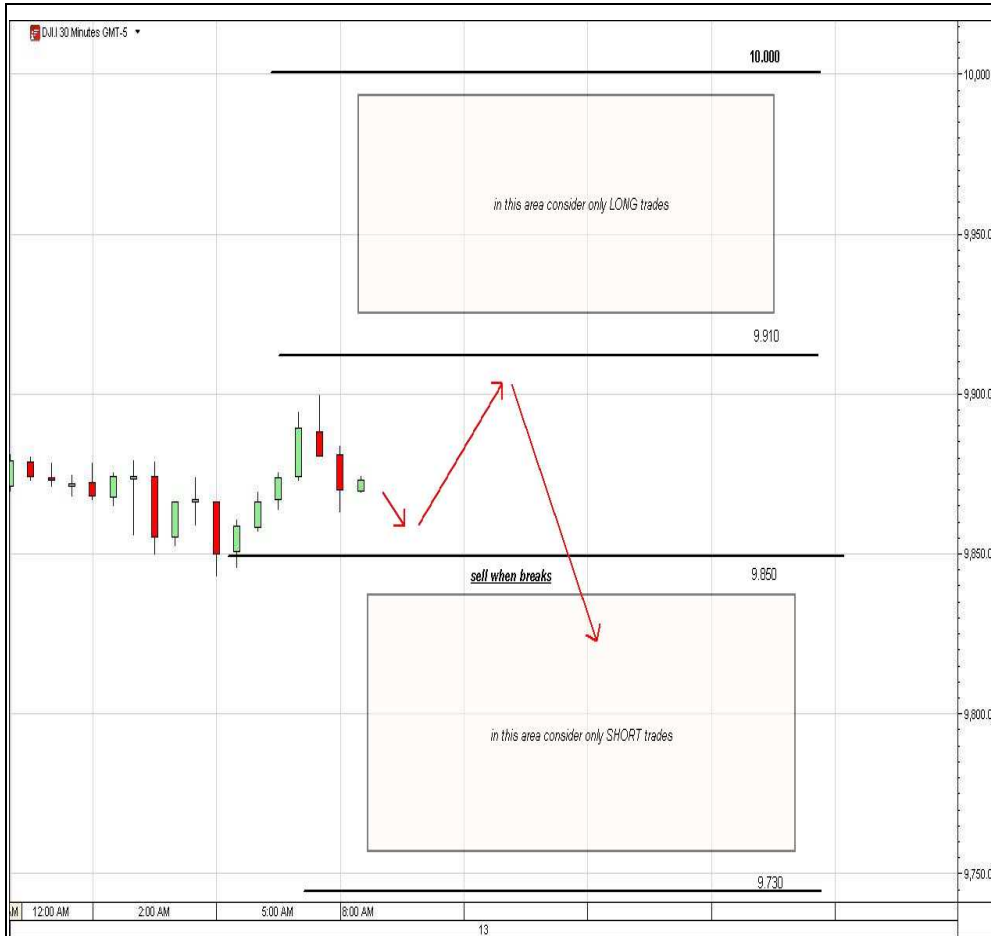 DJI.I 30 Minutes GMT-5
10.000
10,000
in this area consider only LONG trades
9,950.0
9.910
9,900.0
9,850.0
sell when breaks 9.850
9,800.0
in this area consider only SHORT trades
9.730
9,750.0
AM 12:00 AM 2:00 AM 5:00 AM 8:00 AM
13